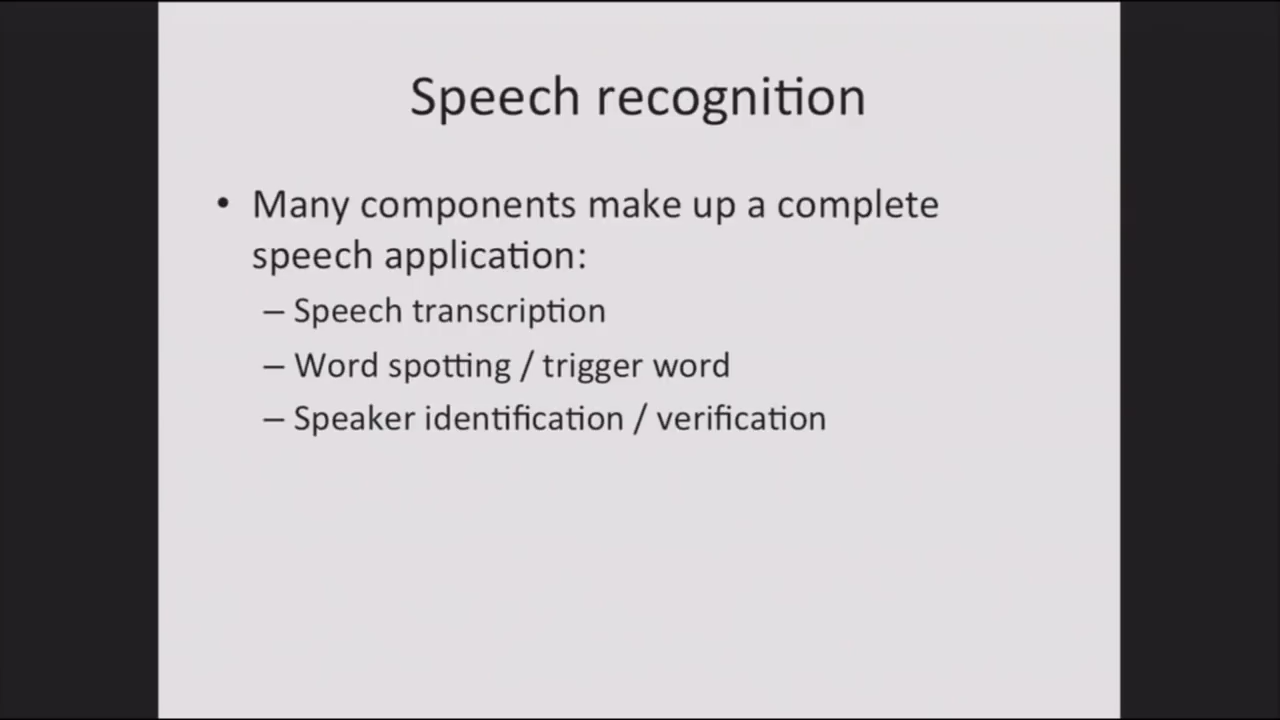 Speech recognition
• Many components make up a complete
speech application:
– Speech transcription
– Word spotting / trigger word
– Speaker identification / verification